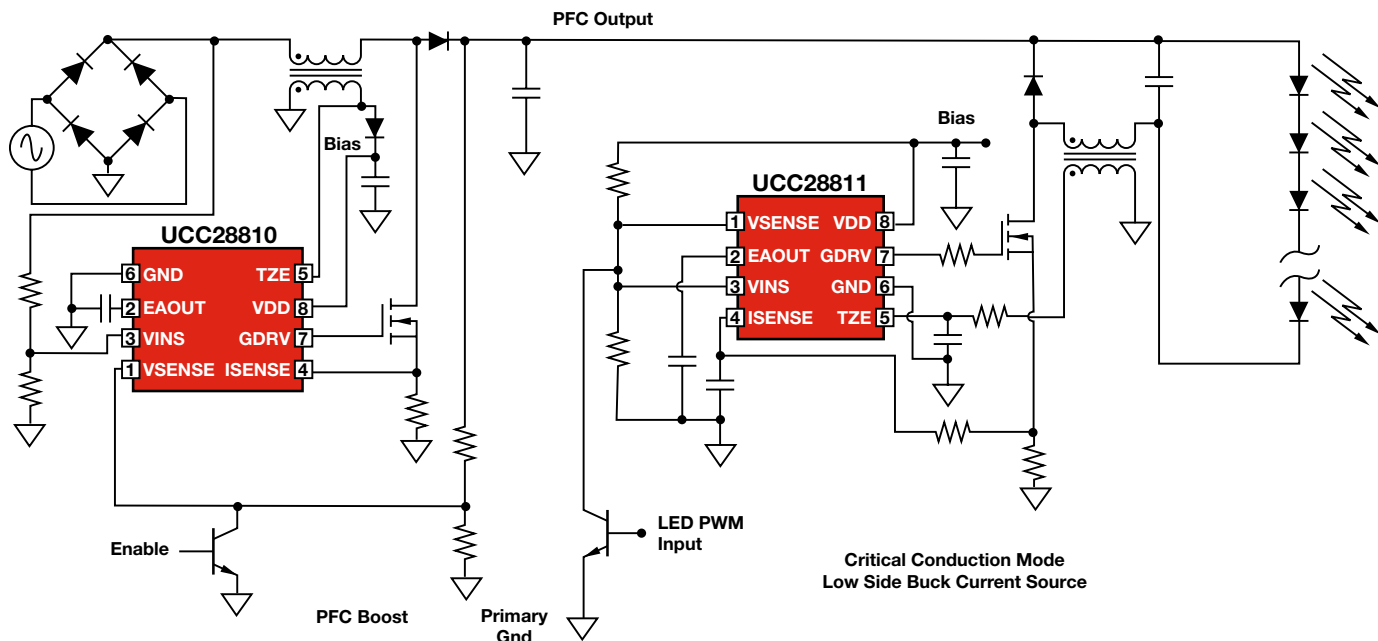 PFC Output
Bias
Bias
UCC28810
6 GND TZE 5
2 EAOUT VDD 8
3 VINS GDRV 7
1 VSENSE ISENSE 4
UCC28811
1 VSENSE VDD 8
2 EAOUT GDRV 7
3 VINS GND 6
4 ISENSE TZE 5
Enable
LED PWM
Input
Critical Conduction Mode
Low Side Buck Current Source
PFC Boost
Primary
Gnd